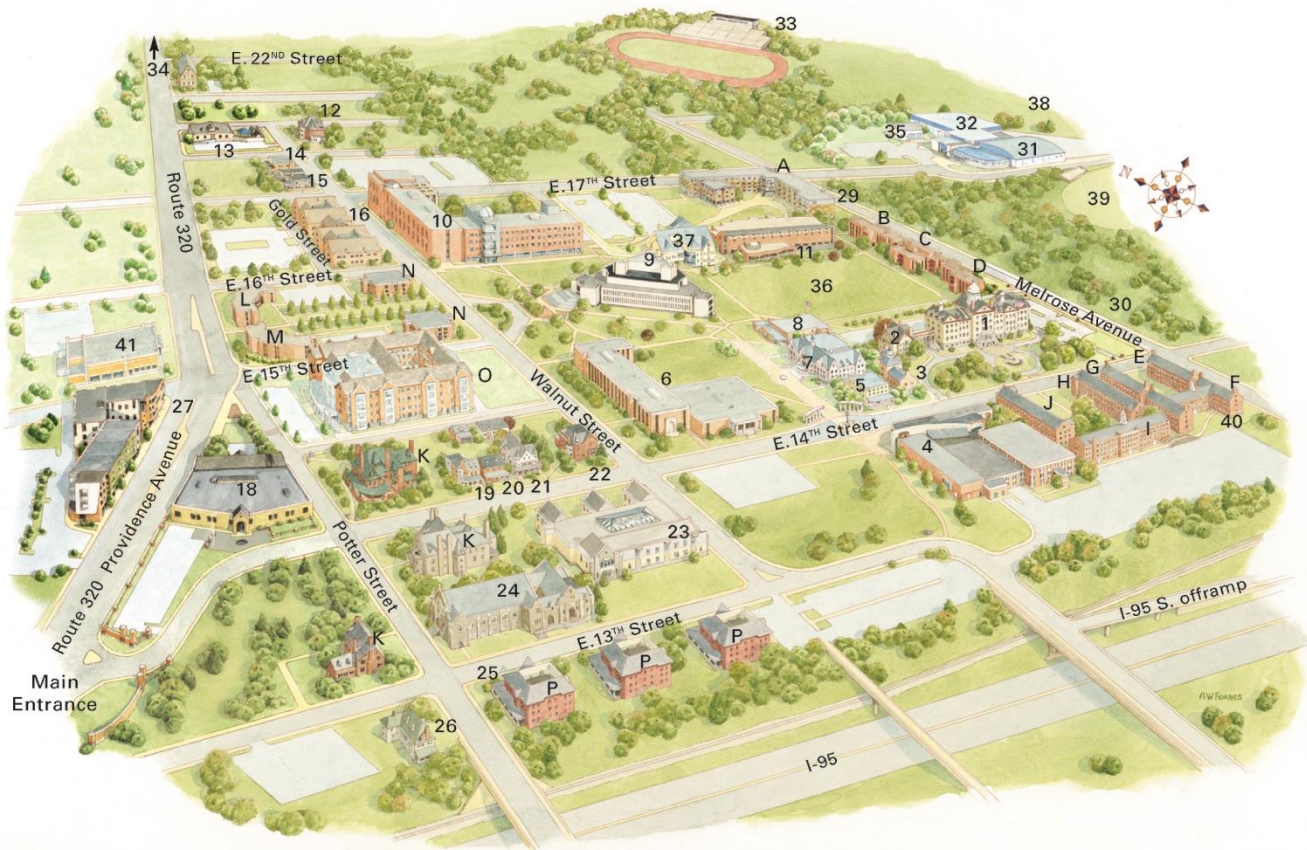 33
E. 22ND Street
34
12
38
32
35
31
13
14
A
E. 17TH Street
15
29
39
N
Route 320
Gold Street
16
10
B
37
11
C
9
D
E. 16TH Street
N
36
Melrose Avenue
30
L
N
8
1
2
M
41
7
3
E. 15TH Street
O
6
5
E
G
H
F
J
27
Walnut Street
E. 14TH Street
40
I
4
K
22
18
19
20
21
Route 320 Providence Avenue
Potter Street
K
23
24
I-95 S. offramp
E. 13TH Street
K
P
P
25
P
Main
Entrance
A.W. FORBES
26
I-95